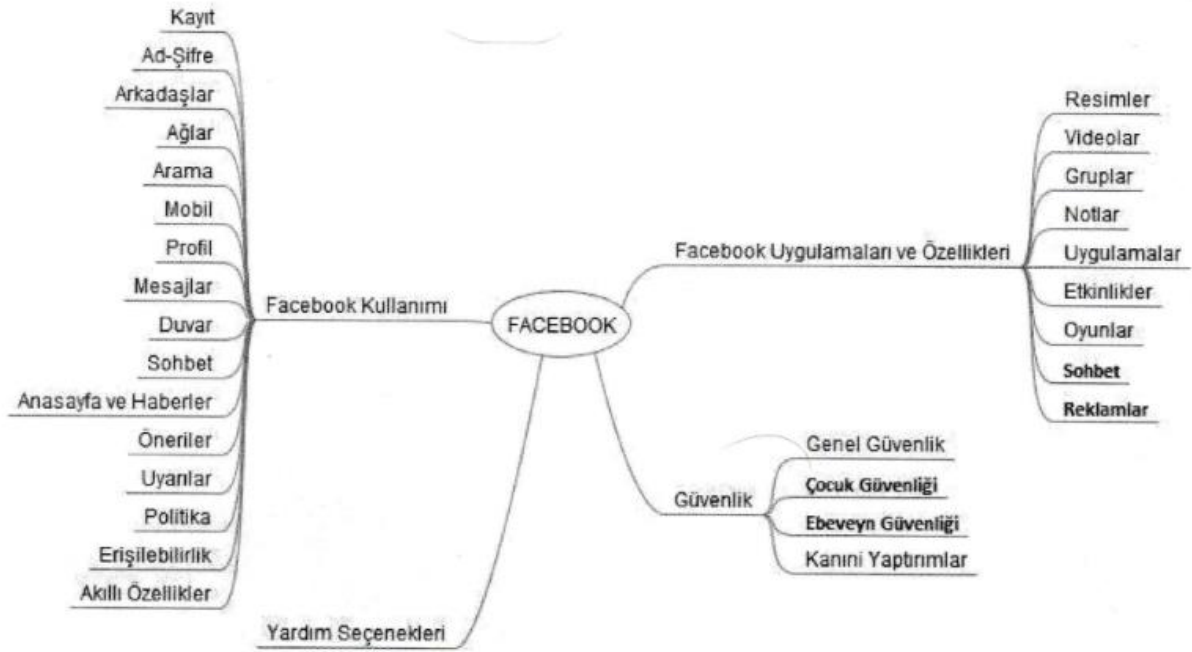 FACEBOOK
Facebook Kullanımı
Kayıt
Ad-Şifre
Arkadaşlar
Ağlar
Arama
Mobil
Profil
Mesajlar
Duvar
Sohbet
Anasayfa ve Haberler
Öneriler
Uyarılar
Politika
Erişilebilirlik
Akıllı Özellikler
Yardım Seçenekleri
Facebook Uygulamaları ve Özellikleri
Resimler
Videolar
Gruplar
Notlar
Uygulamalar
Etkinlikler
Oyunlar
Sohbet
Reklamlar
Güvenlik
Genel Güvenlik
Çocuk Güvenliği
Ebeveyn Güvenliği
Kanıni Yaptırımlar